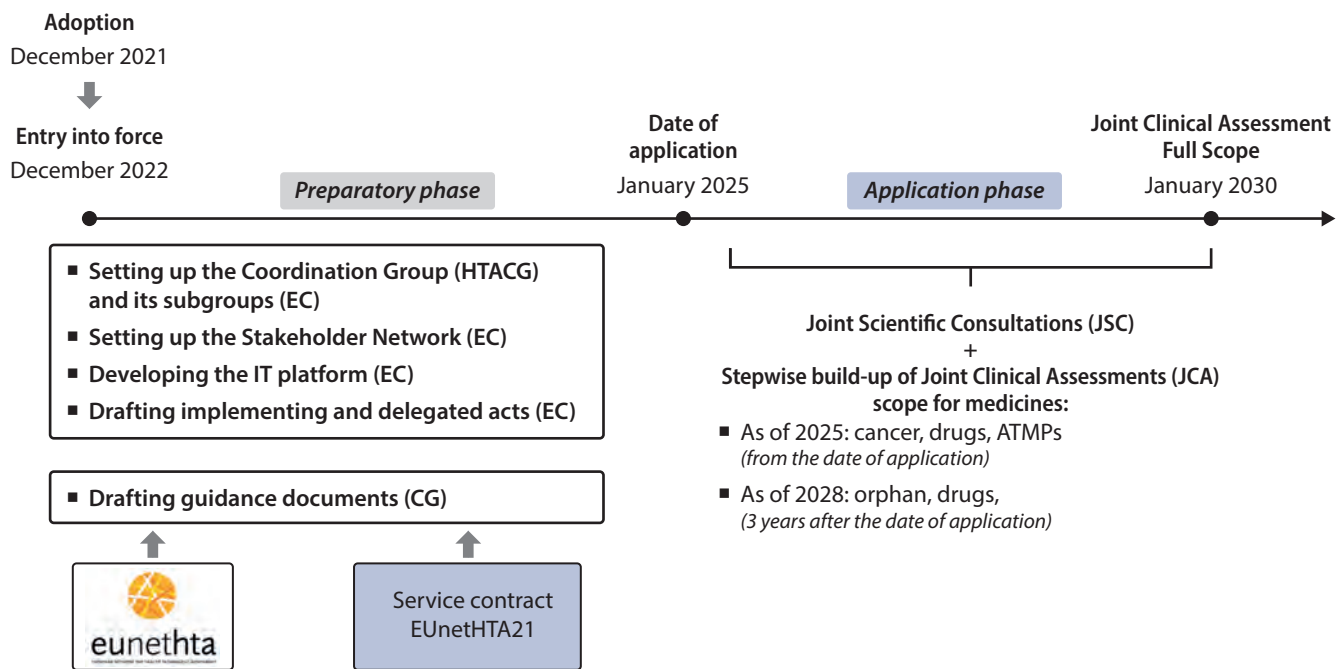 Adoption
December 2021
Entry into force
December 2022
Preparatory phase
Date of
application
January 2025
Application phase
Joint Clinical Assessment
Full Scope
January 2030
▪ Setting up the Coordination Group (HTACG)
and its subgroups (EC)
▪ Setting up the Stakeholder Network (EC)
▪ Developing the IT platform (EC)
▪ Drafting implementing and delegated acts (EC)
▪ Drafting guidance documents (CG)
eunethta
Service contract
EUnetHTA21
Joint Scientific Consultations (JSC)
+
Stepwise build-up of Joint Clinical Assessments (JCA)
scope for medicines:
▪ As of 2025: cancer, drugs, ATMPs
(from the date of application)
▪ As of 2028: orphan, drugs,
(3 years after the date of application)